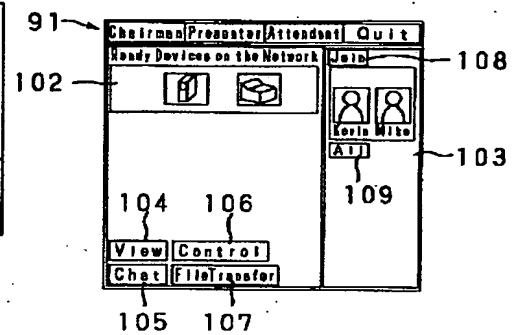 91 Chairman Presenter Attendant Quit
Handy Devices on the Network Join 108
102
Kevin Mike
All 103
109
104 106
View Control
Chat FileTransfer
105 107